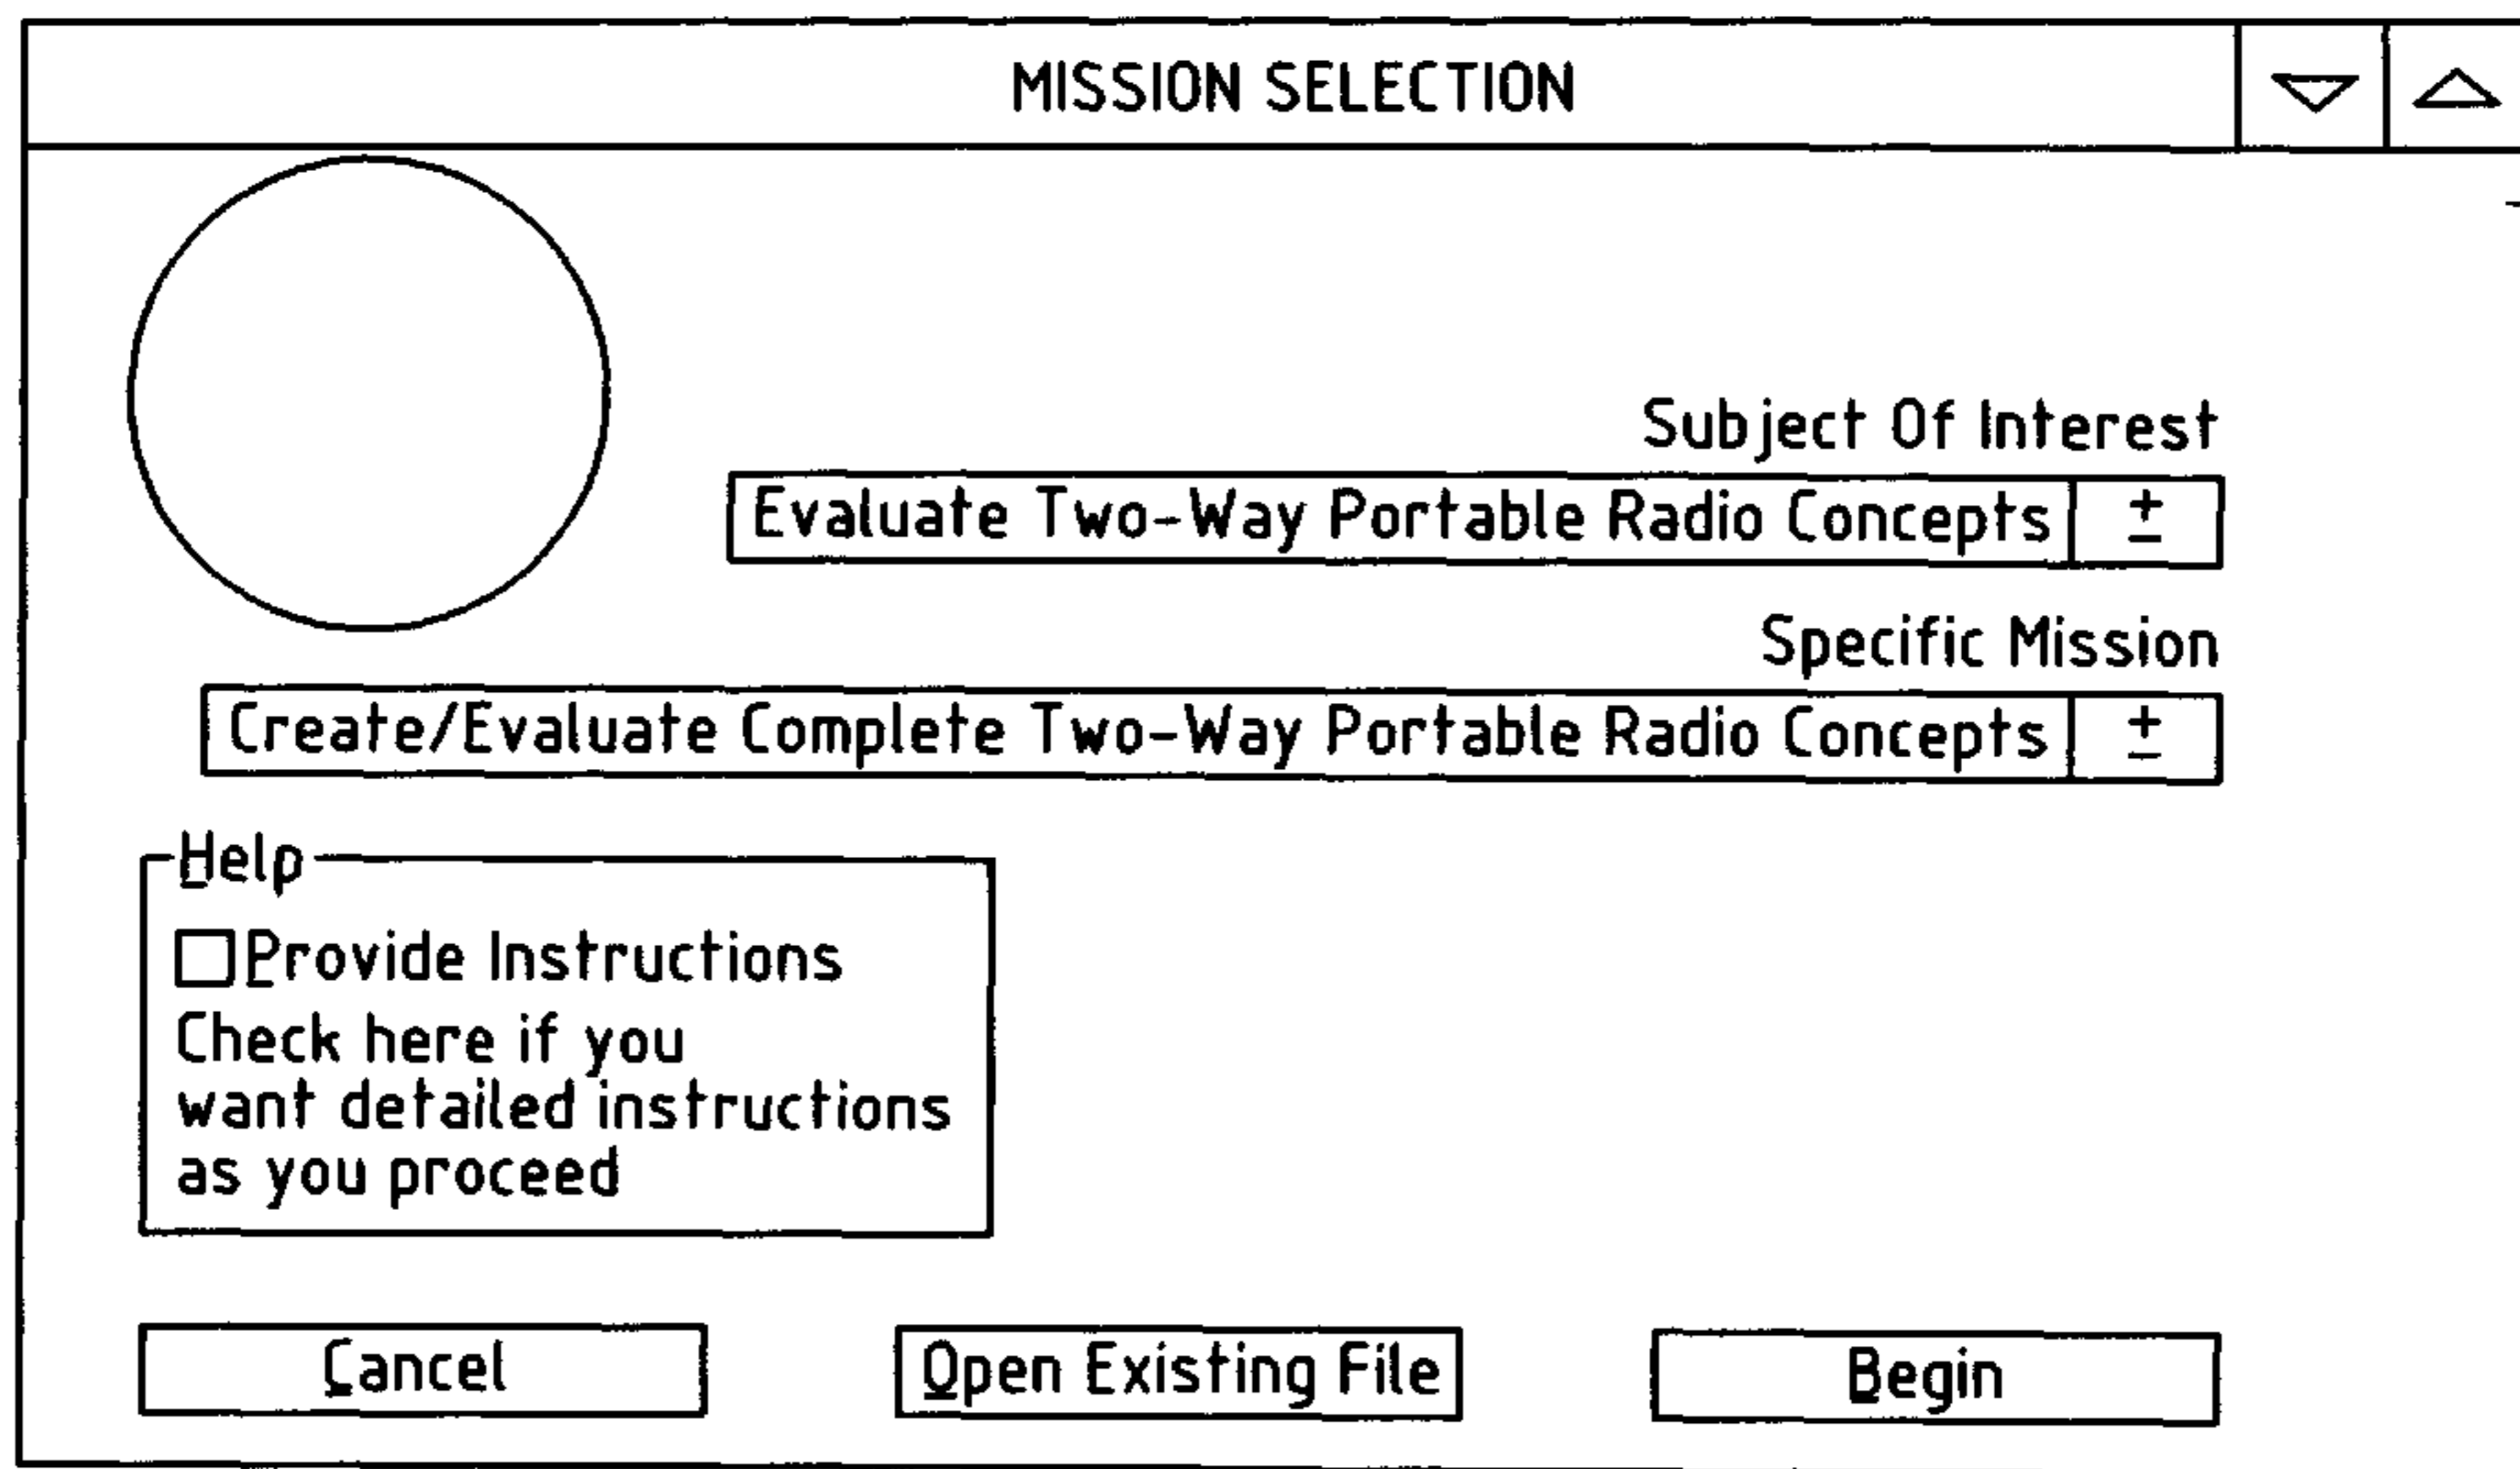 MISSION SELECTION
Subject Of Interest
Evaluate Two-Way Portable Radio Concepts ±
Specific Mission
Create/Evaluate Complete Two-Way Portable Radio Concepts ±
Help
Provide Instructions
Check here if you
want detailed instructions
as you proceed
Cancel
Open Existing File
Begin